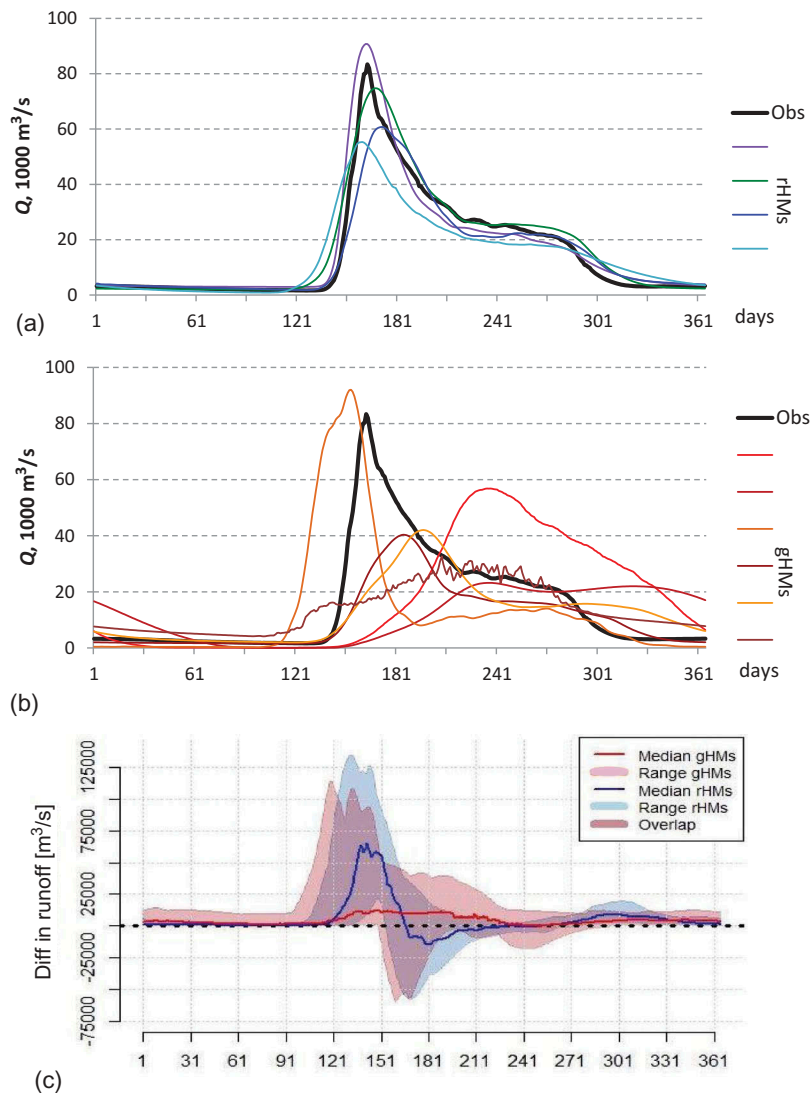 100
80
60
40
20
0
Q, 1000 m³/s
1 61 121 181 241 301 361
days
Obs
rHMs
(a)
100
80
60
40
20
0
Q, 1000 m³/s
1 61 121 181 241 301 361
days
Obs
gHMs
(b)
125000
75000
25000
-25000
-75000
Diff in runoff [m³/s]
Median gHMs
Range gHMs
Median rHMs
Range rHMs
Overlap
1 31 61 91 121 151 181 211 241 271 301 331 361
(c)